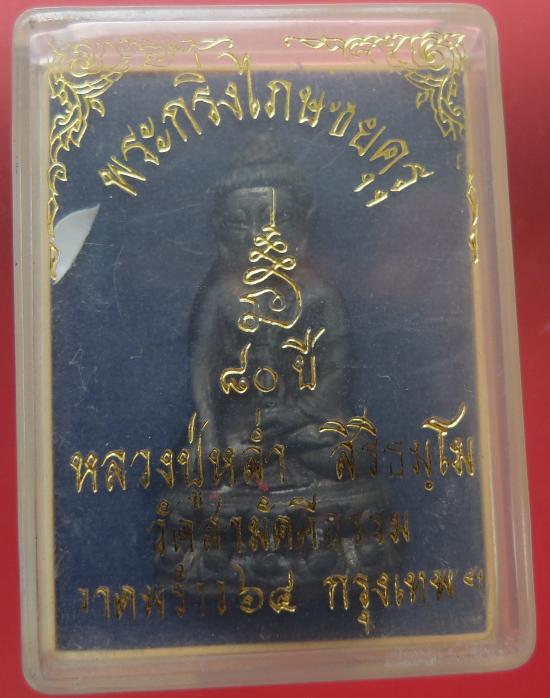 พระกริ่งไภษชยคุรุ
๘๐ ปี
หลวงปู่หล่ำ สิริธมฺโม
วัดสามัคคีธรรม
ลาดพร้าว๖๔ กรุงเทพฯ